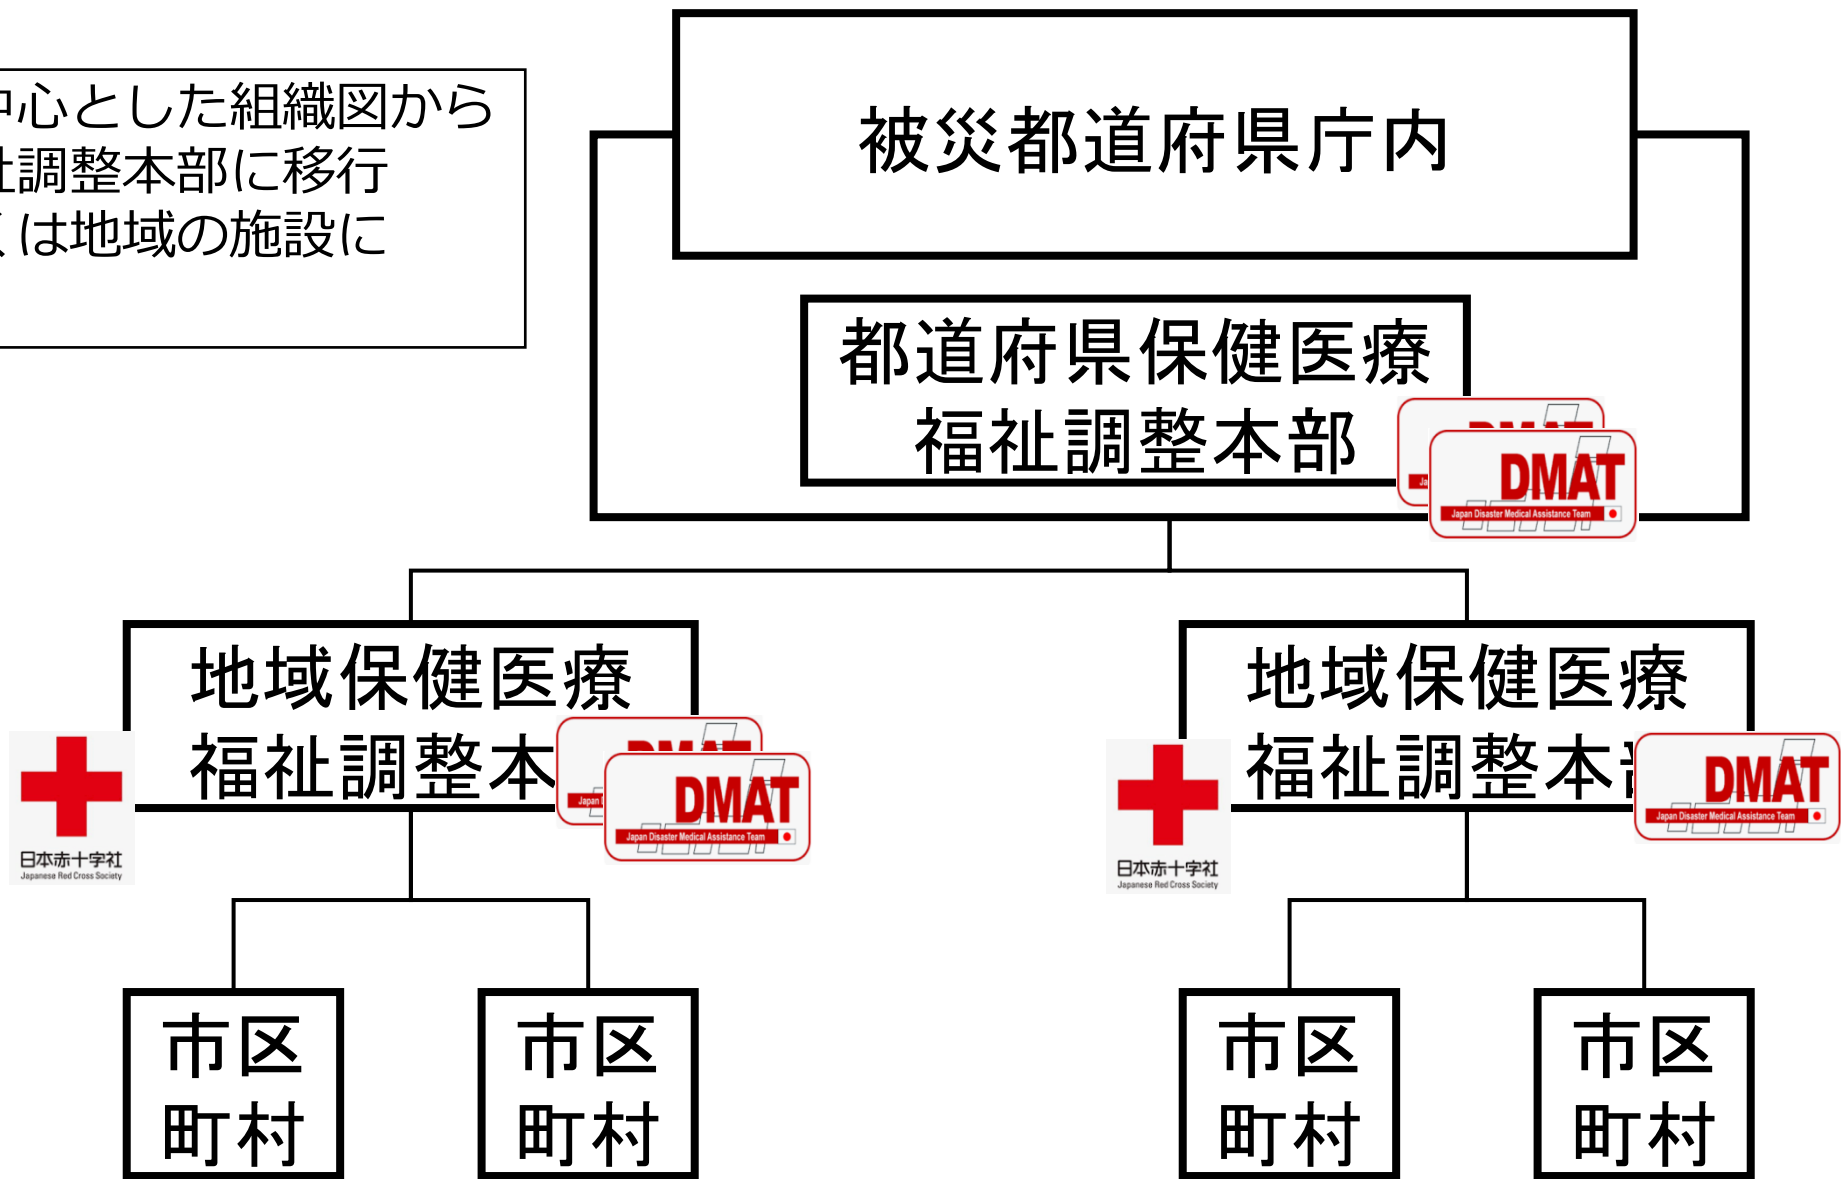 中心とした組織図から
祉調整本部に移行
くは地域の施設に
被災都道府県庁内
都道府県保健医療
福祉調整本部
DMAT
Japan Disaster Medical Assistance Team
地域保健医療
福祉調整本
DMAT
Japan Disaster Medical Assistance Team
日本赤十字社
Japanese Red Cross Society
地域保健医療
福祉調整本部
DMAT
Japan Disaster Medical Assistance Team
日本赤十字社
Japanese Red Cross Society
市区
町村
市区
町村
市区
町村
市区
町村